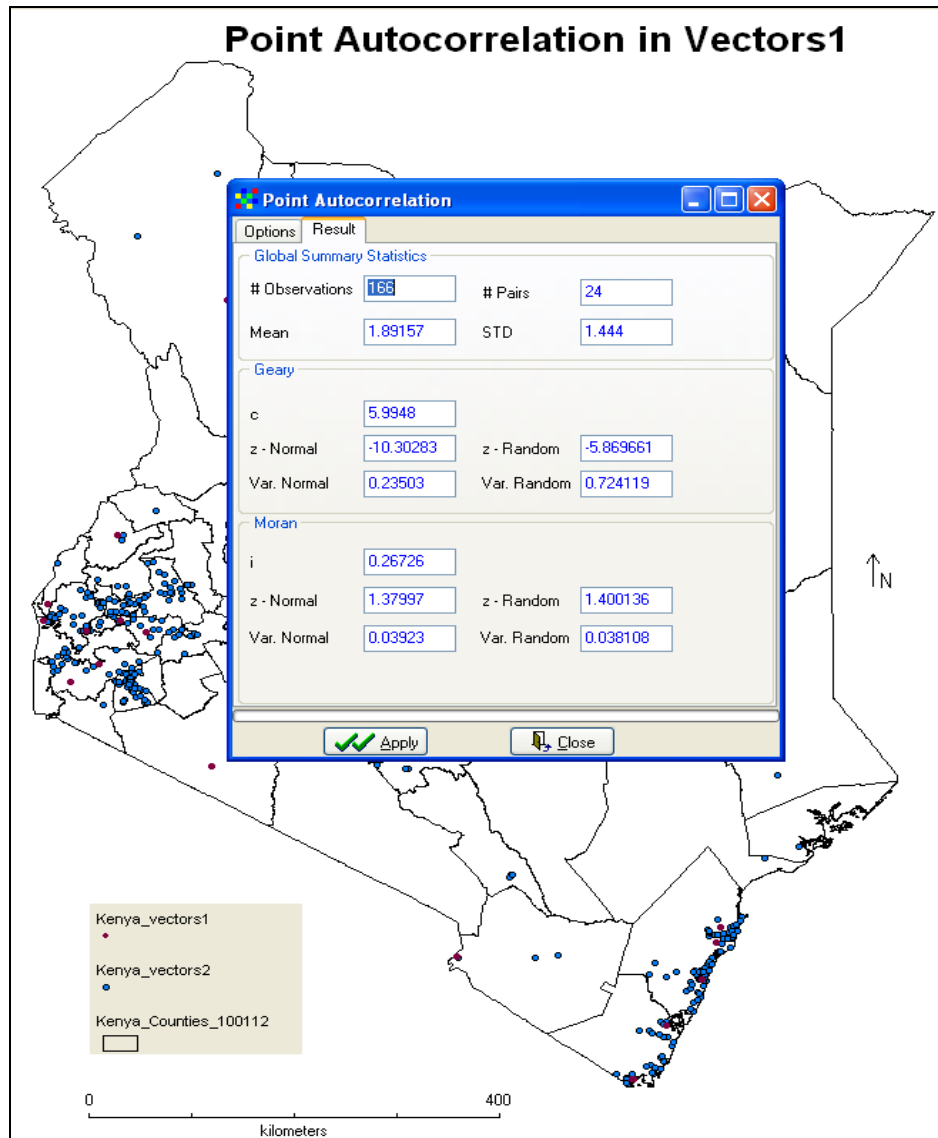 Point Autocorrelation in Vectors1
Point Autocorrelation
Options Result
Global Summary Statistics
# Observations 166 # Pairs 24
Mean 1.89157 STD 1.444
Geary
c 5.9948
z - Normal -10.30283 z - Random -5.869661
Var. Normal 0.23503 Var. Random 0.724119
Moran
i 0.26726
z - Normal 1.37997 z - Random 1.400136
Var. Normal 0.03923 Var. Random 0.038108
Apply Close
N
Kenya_vectors1
Kenya_vectors2
Kenya_Counties_100112
0 400
kilometers